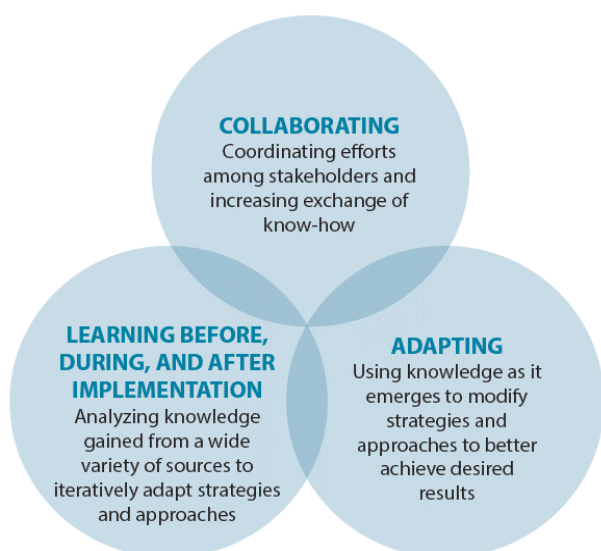 COLLABORATING
Coordinating efforts
among stakeholders and
increasing exchange of
know-how
LEARNING BEFORE,
DURING, AND AFTER
IMPLEMENTATION
Analyzing knowledge
gained from a wide
variety of sources to
iteratively adapt strategies
and approaches
ADAPTING
Using knowledge as it
emerges to modify
strategies and
approaches to better
achieve desired
results